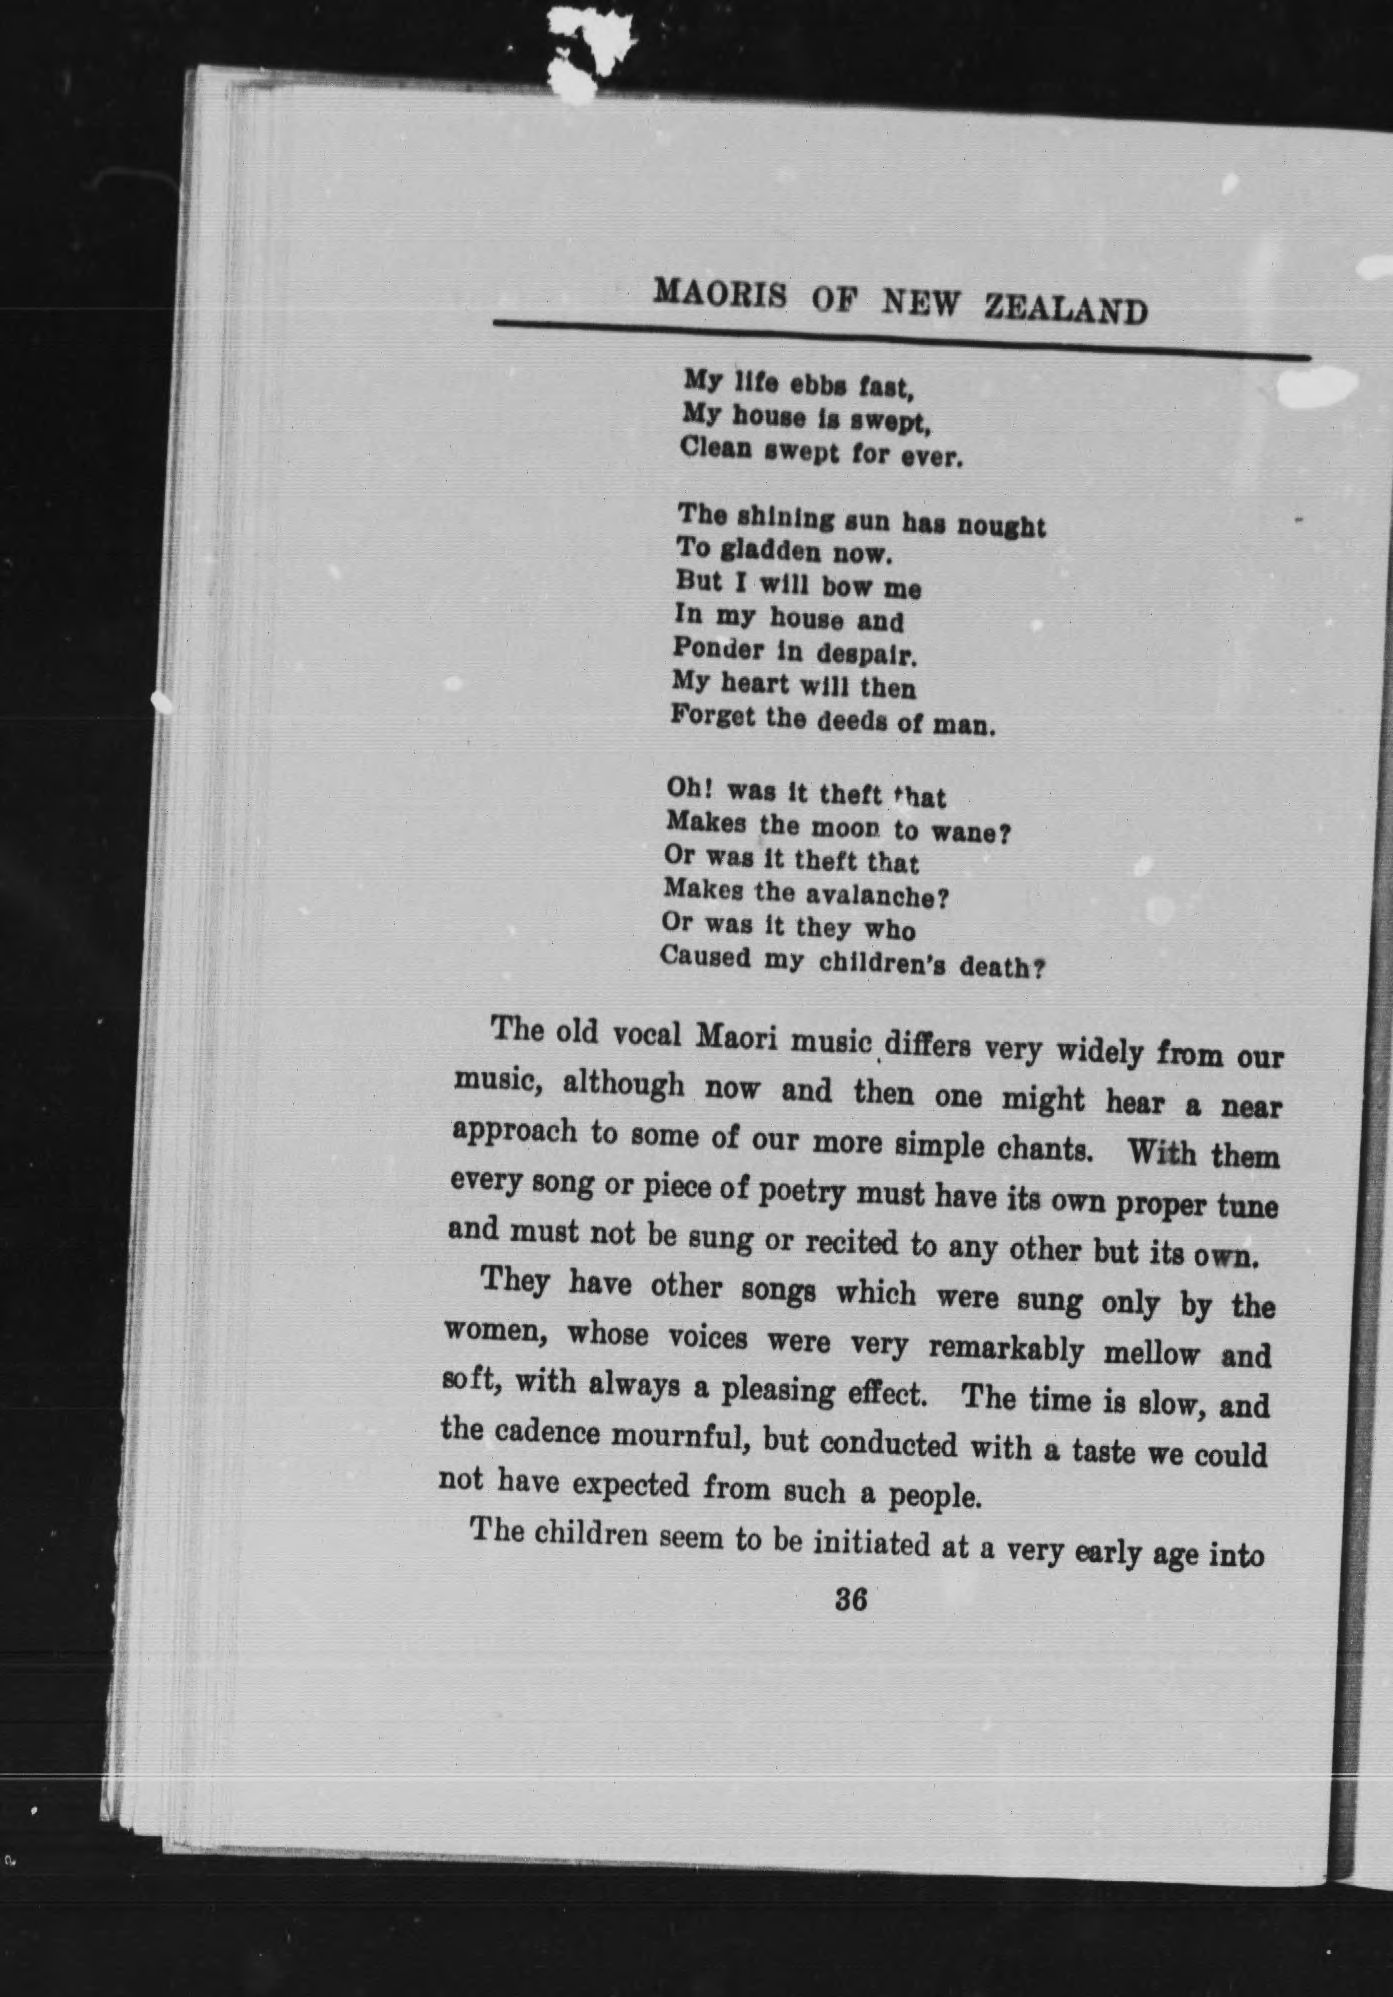 MAORIS OF NEW ZEALAND
My life ebbs fast,
My house is swept,
Clean swept for ever.
The shining sun has nought
To gladden now.
But I will bow me
In my house and
Ponder in despair.
My heart will then
Forget the deeds of man.
Oh! was it theft that
Makes the moon to wane?
Or was it theft that
Makes the avalanche?
Or was it they who
Caused my children's death?
The old vocal Maori music differs very widely from our
music, although now and then one might hear a near
approach to some of our more simple chants. With them
every song or piece of poetry must have its own proper tune
and must not be sung or recited to any other but its own.
They have other songs which were sung only by the
women, whose voices were very remarkably mellow and
soft, with always a pleasing effect. The time is slow, and
the cadence mournful, but conducted with a taste we could
not have expected from such a people.
The children seem to be initiated at a very early age into
36